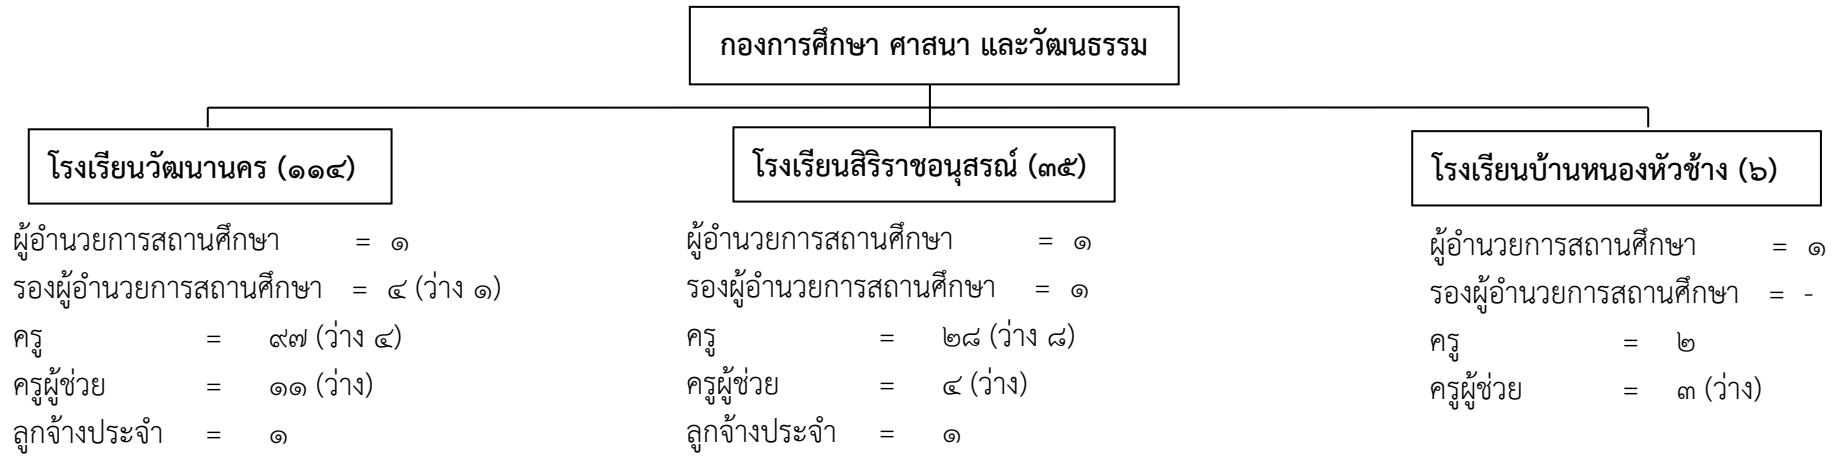 กองการศึกษา ศาสนา และวัฒนธรรม
โรงเรียนวัฒนานคร (๑๑๔)
ผู้อำนวยการสถานศึกษา = ๑
รองผู้อำนวยการสถานศึกษา = ๔ (ว่าง ๑)
ครู = ๙๗ (ว่าง ๔)
ครูผู้ช่วย = ๑๑ (ว่าง)
ลูกจ้างประจำ = ๑
โรงเรียนสิริราชอนุสรณ์ (๓๕)
ผู้อำนวยการสถานศึกษา = ๑
รองผู้อำนวยการสถานศึกษา = ๑
ครู = ๒๘ (ว่าง ๘)
ครูผู้ช่วย = ๔ (ว่าง)
ลูกจ้างประจำ = ๑
โรงเรียนบ้านหนองหัวช้าง (๖)
ผู้อำนวยการสถานศึกษา = ๑
รองผู้อำนวยการสถานศึกษา = -
ครู = ๒
ครูผู้ช่วย = ๓ (ว่าง)